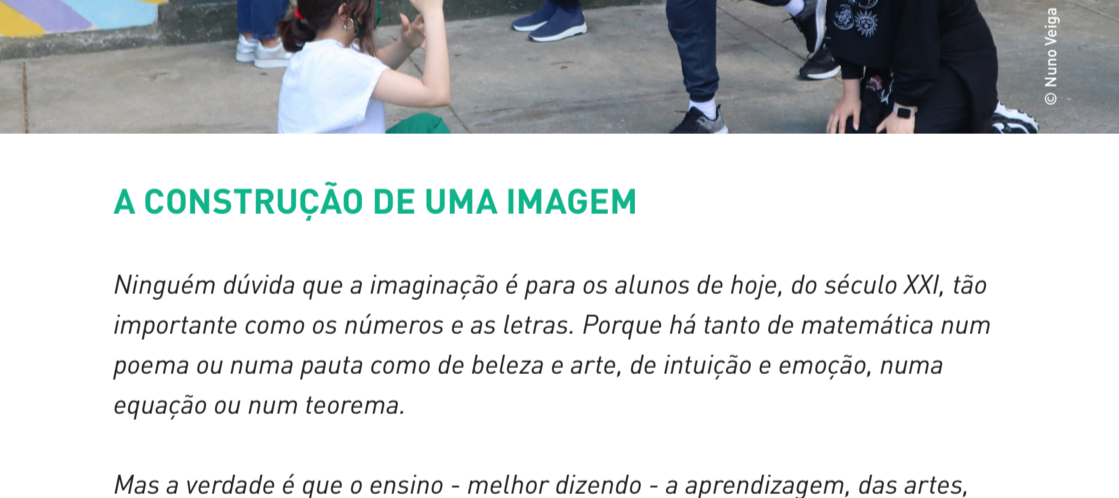 © Nuno Veiga
A CONSTRUÇÃO DE UMA IMAGEM
Ninguém dúvida que a imaginação é para os alunos de hoje, do século XXI, tão
importante como os números e as letras. Porque há tanto de matemática num
poema ou numa pauta como de beleza e arte, de intuição e emoção, numa
equação ou num teorema.
Mas a verdade é que o ensino - melhor dizendo - a aprendizagem, das artes,